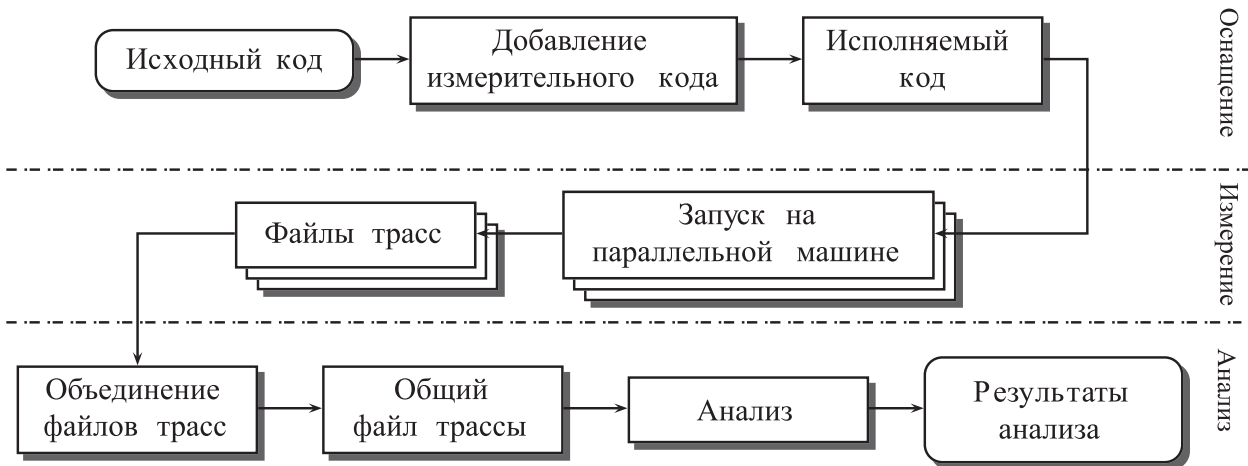 Исходный код
Добавление
измерительного кода
Исполняемый
код
Оснащение
Запуск на
параллельной машине
Файлы трасс
Измерение
Объединение
файлов трасс
Общий
файл трассы
Анализ
Результаты
анализа
Анализ